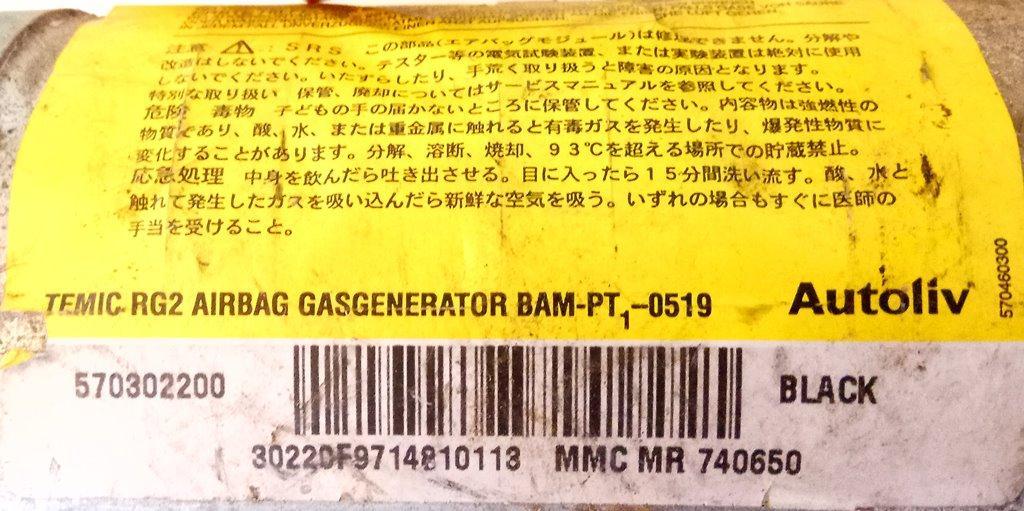 注意 ⚠ : SRS この部品(エアバッグモジュール)は修理できません。分解や
改造はしないでください。テスター等の電気試験装置、または実験装置は絶対に使用
しないでください。いたずらしたり、手荒く取り扱うと障害の原因となります。
特別な取り扱い 保管、廃却についてはサービスマニュアルを参照してください。
危険 毒物 子どもの手の届かないところに保管してください。内容物は強燃性の
物質であり、酸、水、または重金属に触れると有毒ガスを発生したり、爆発性物質に
変化することがあります。分解、溶断、焼却、93℃を超える場所での貯蔵禁止。
応急処理 中身を飲んだら吐き出させる。目に入ったら15分間洗い流す。酸、水と
触れて発生したガスを吸い込んだら新鮮な空気を吸う。いずれの場合もすぐに医師の
手当を受けること。
TEMIC RG2 AIRBAG GASGENERATOR BAM-PT1-0519
Autoliv
570460300
570302200
BLACK
30220F9714810113 MMC MR 740650